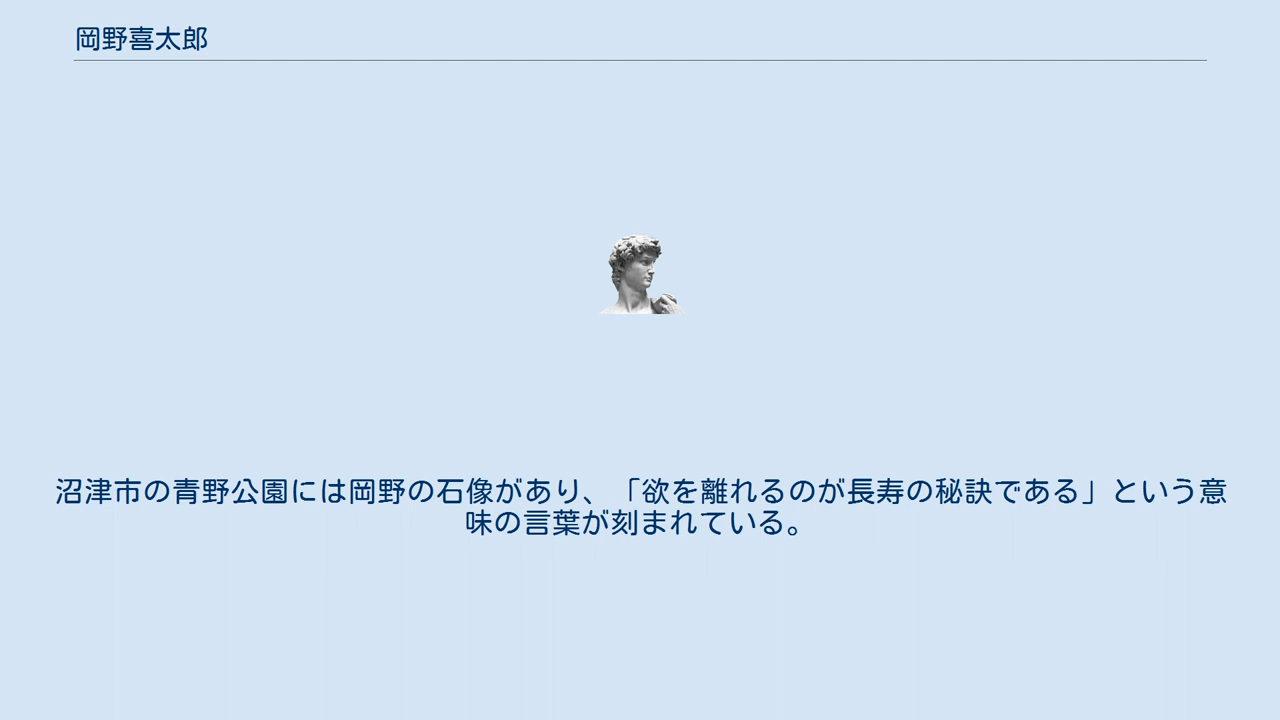 岡野喜太郎
沼津市の青野公園には岡野の石像があり、「欲を離れるのが長寿の秘訣である」という意
味の言葉が刻まれている。